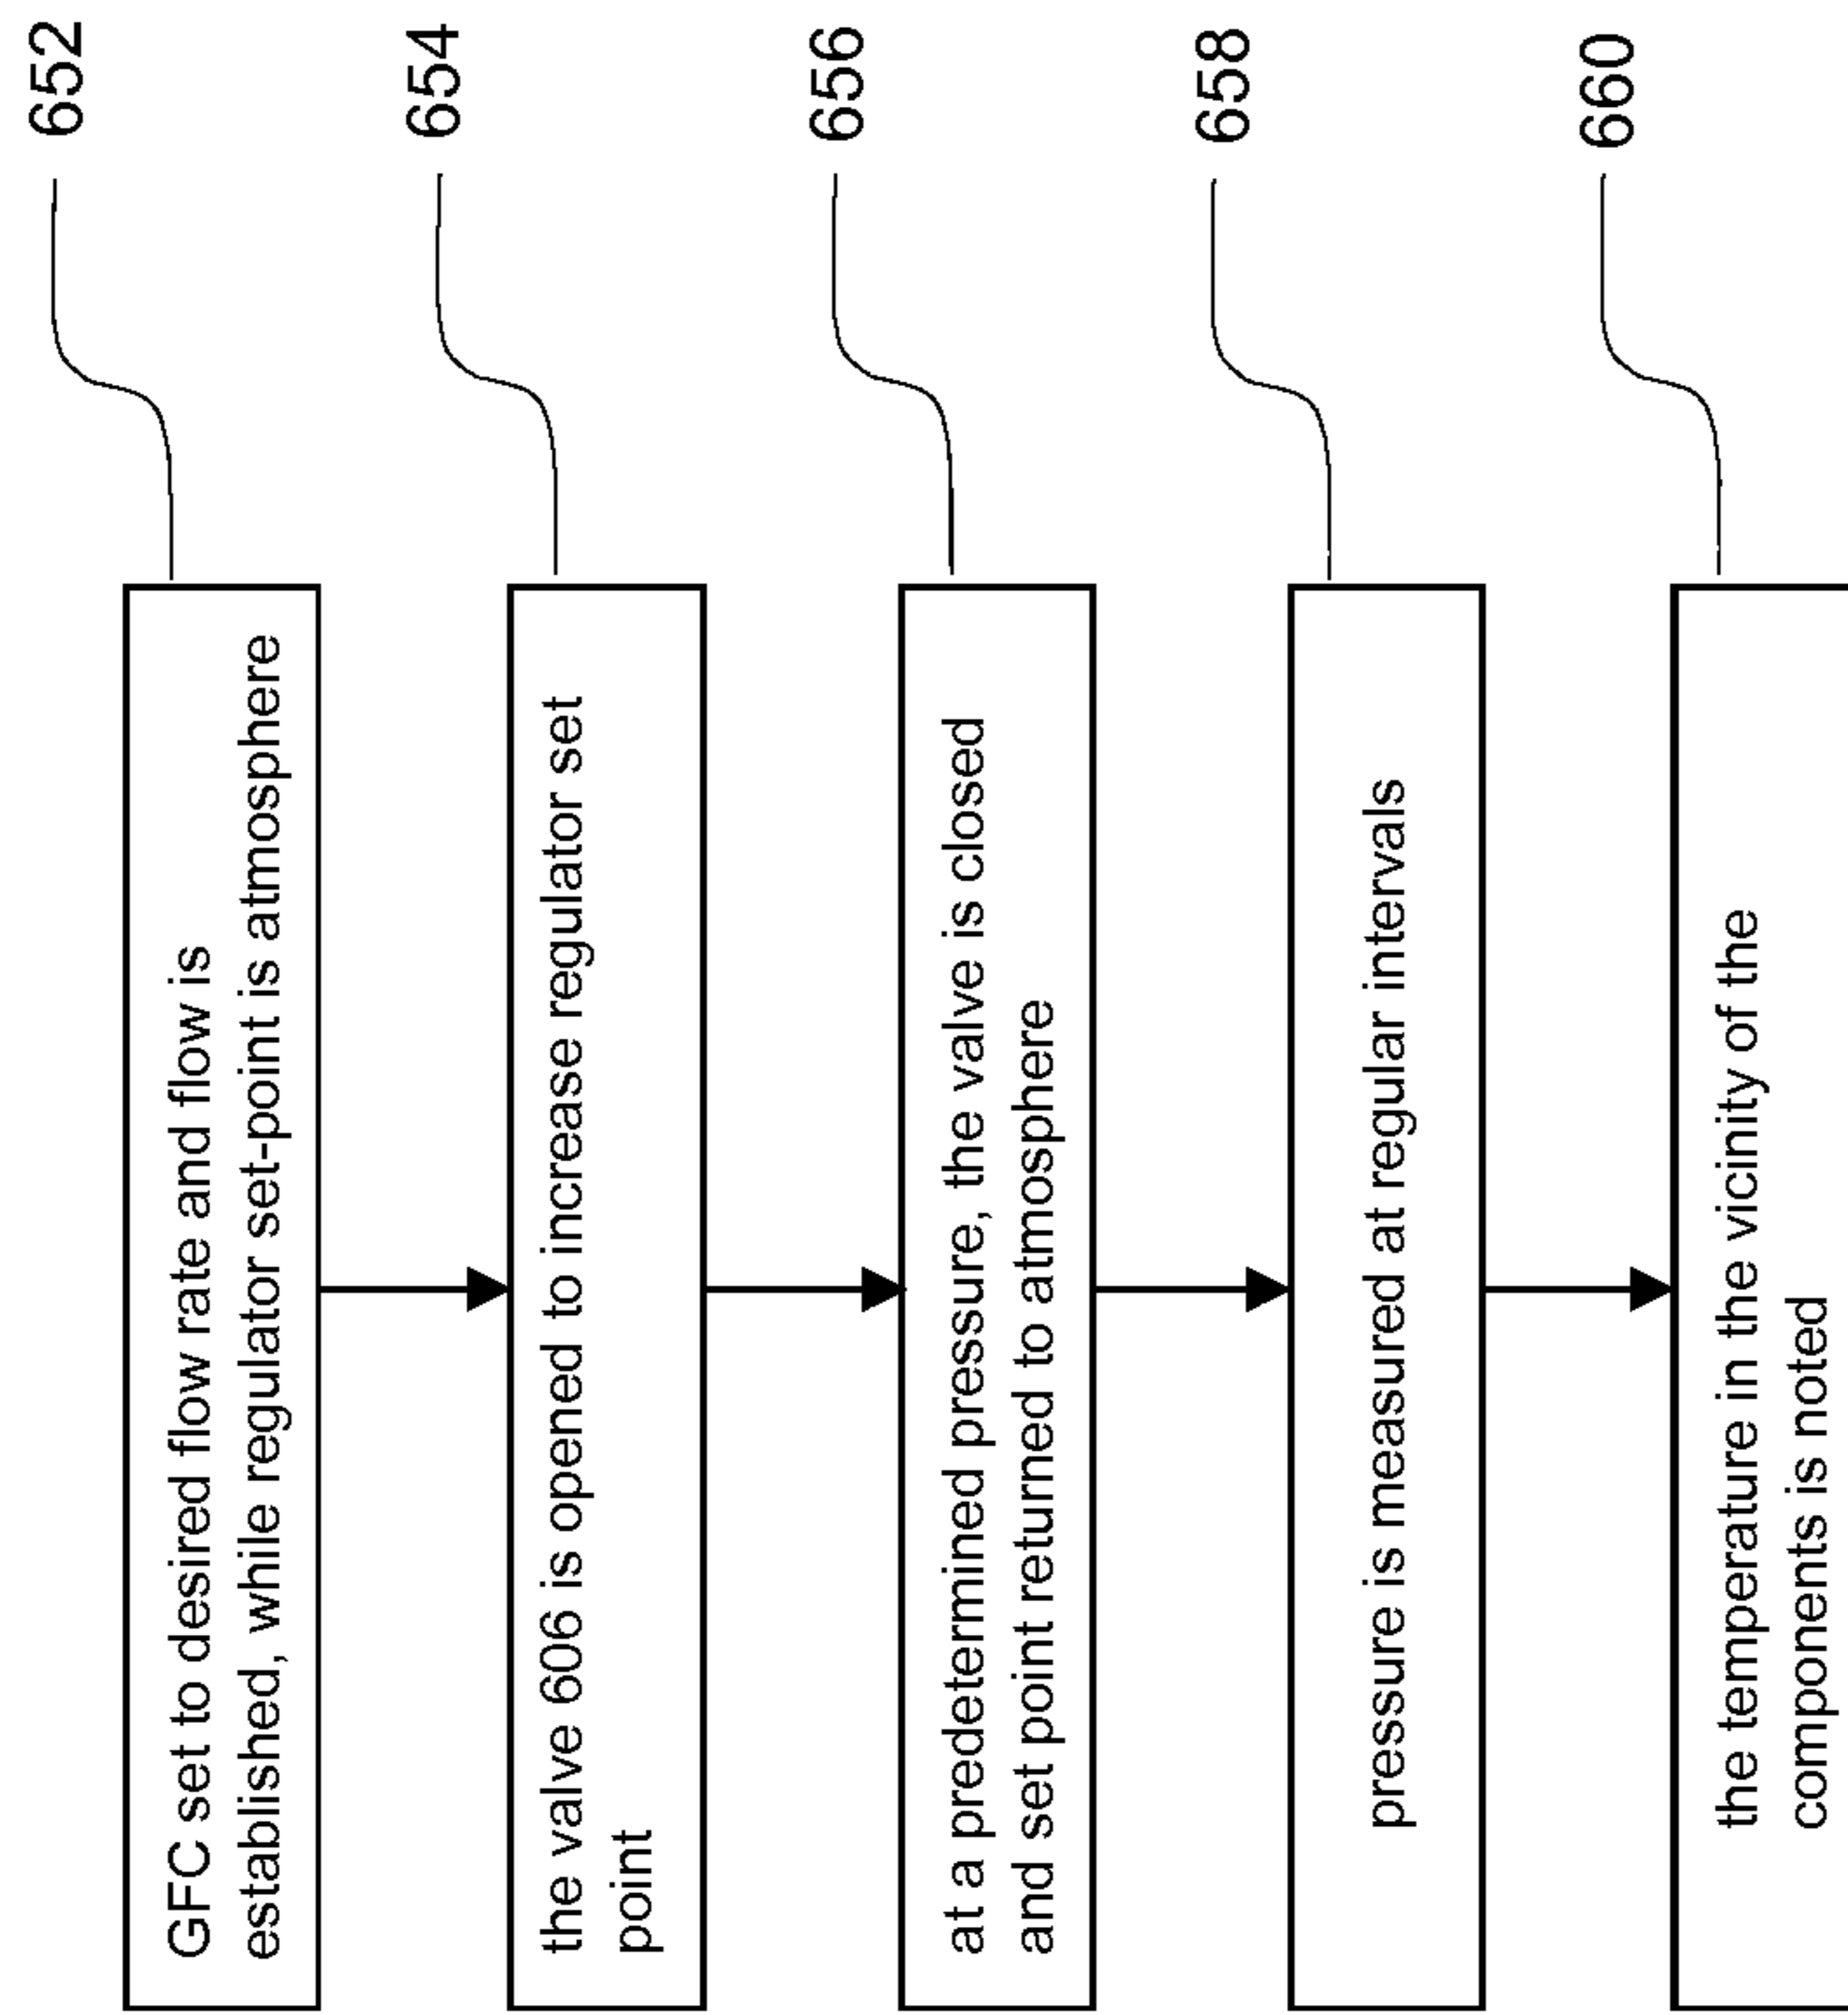 652
GFC set to desired flow rate and flow is
established, while regulator set-point is atmosphere
654
the valve 606 is opened to increase regulator set
point
656
at a predetermined pressure, the valve is closed
and set point returned to atmosphere
658
pressure is measured at regular intervals
660
the temperature in the vicinity of the
components is noted